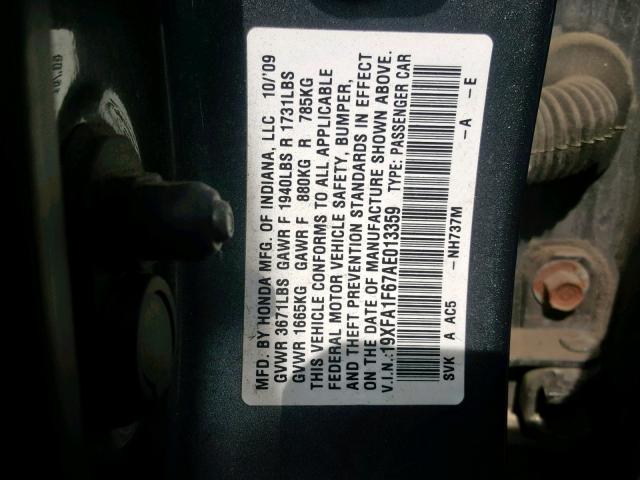 MFD. BY HONDA MFG. OF INDIANA, LLC 10/'09
GVWR 3671LBS GAWR F 1940LBS R 1731LBS
GVWR 1665KG GAWR F 880KG R 785KG
THIS VEHICLE CONFORMS TO ALL APPLICABLE
FEDERAL MOTOR VEHICLE SAFETY, BUMPER,
AND THEFT PREVENTION STANDARDS IN EFFECT
ON THE DATE OF MANUFACTURE SHOWN ABOVE.
V.I.N.:19XFA1F67AE013359 TYPE: PASSENGER CAR
SVK A AC5 -NH737M -A -E